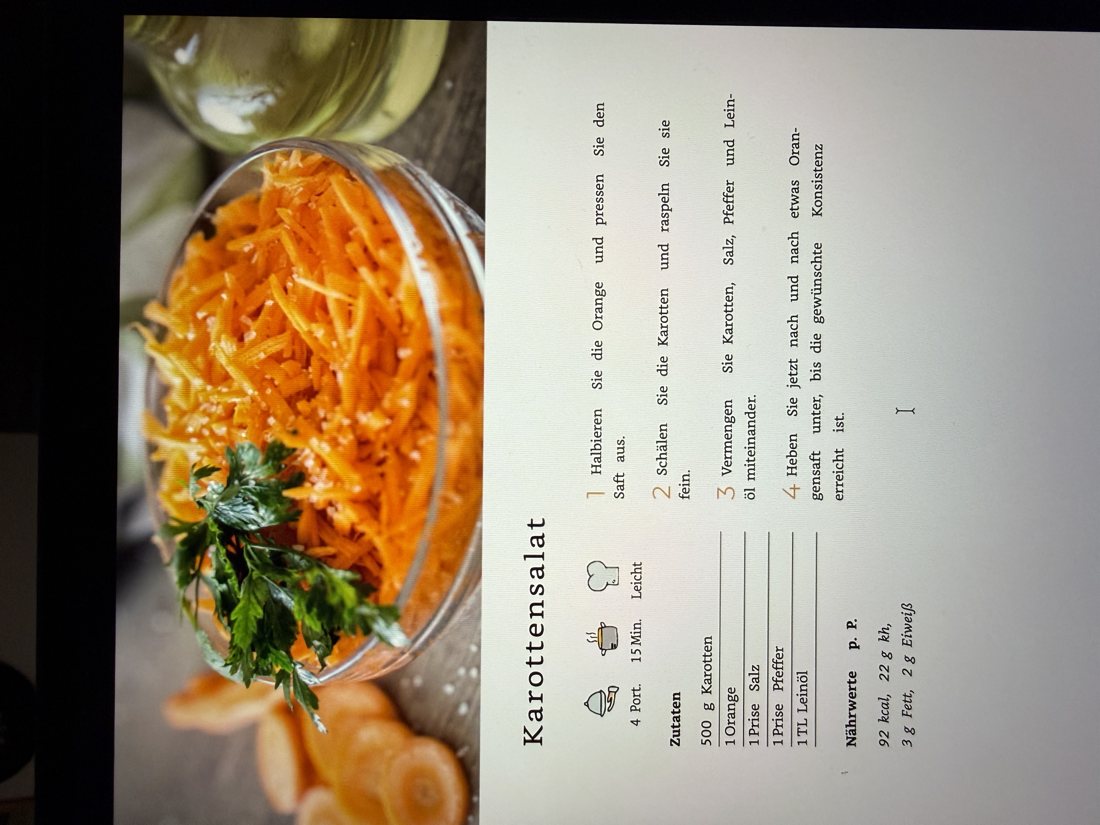 Karottensalat
4 Port. 15 Min. Leicht
Zutaten
500 g Karotten
1 Orange
1 Prise Salz
1 Prise Pfeffer
1 TL Leinöl
Nährwerte p. P.
92 kcal, 22 g kh,
3 g Fett, 2 g Eiweiß
1 Halbieren Sie die Orange und pressen Sie den
Saft aus.
2 Schälen Sie die Karotten und raspeln Sie sie
fein.
3 Vermengen Sie Karotten, Salz, Pfeffer und Lein-
öl miteinander.
4 Heben Sie jetzt nach und nach etwas Oran-
gensaft unter, bis die gewünschte Konsistenz
erreicht ist.